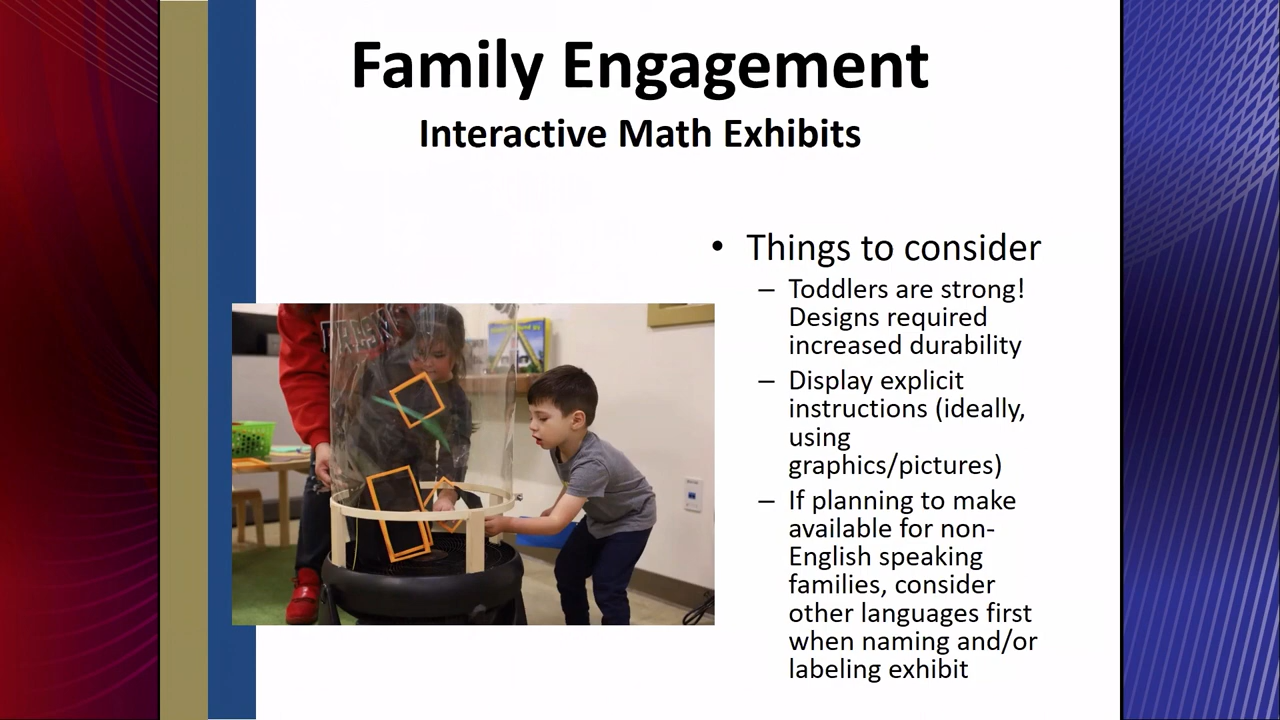 Family Engagement
Interactive Math Exhibits
• Things to consider
– Toddlers are strong!
Designs required
increased durability
– Display explicit
instructions (ideally,
using
graphics/pictures)
– If planning to make
available for non-
English speaking
families, consider
other languages first
when naming and/or
labeling exhibit